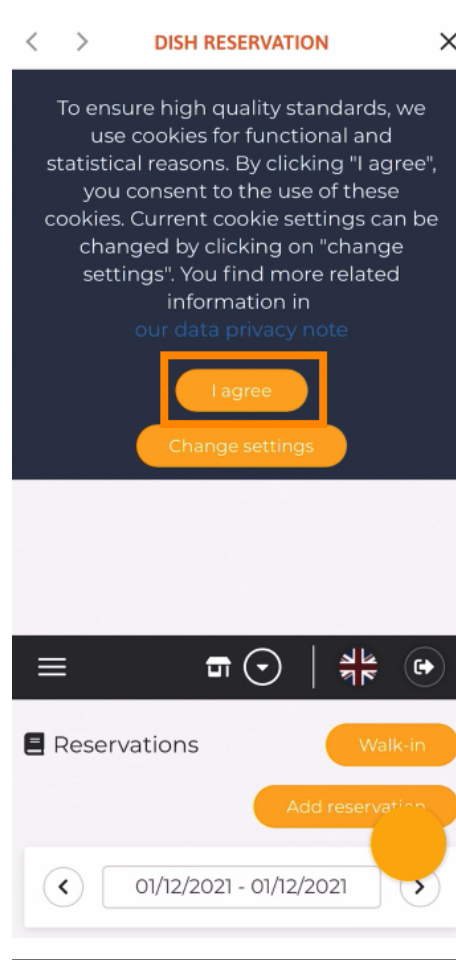 DISH RESERVATION
To ensure high quality standards, we
use cookies for functional and
statistical reasons. By clicking "I agree",
you consent to the use of these
cookies. Current cookie settings can be
changed by clicking on "change
settings". You find more related
information in
our data privacy note
I agree
Change settings
Reservations
Walk-in
Add reservation
01/12/2021 - 01/12/2021